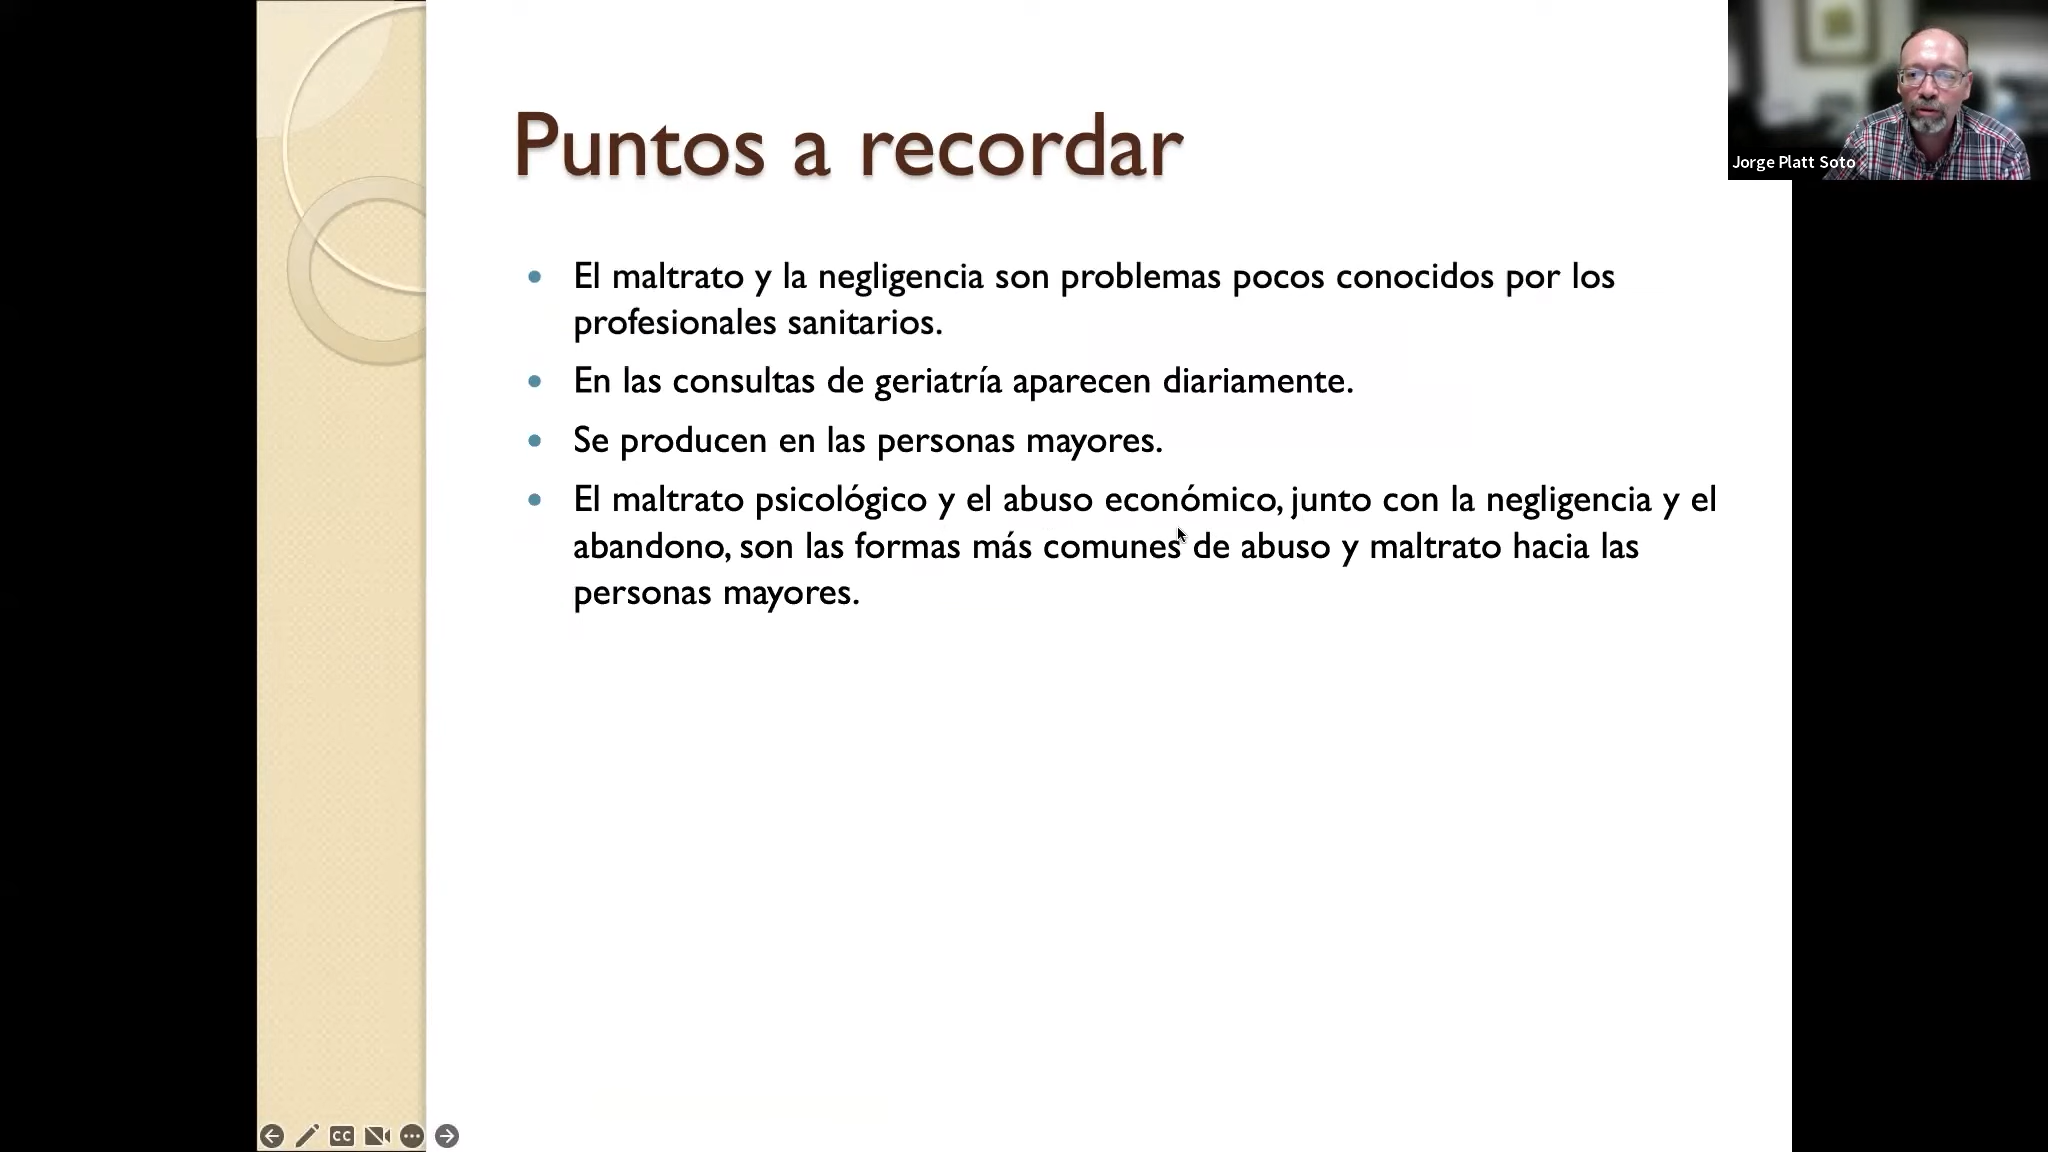 Puntos a recordar
Jorge Platt Soto
El maltrato y la negligencia son problemas pocos conocidos por los
profesionales sanitarios.
En las consultas de geriatría aparecen diariamente.
Se producen en las personas mayores.
El maltrato psicológico y el abuso económico, junto con la negligencia y el
abandono, son las formas más comunes de abuso y maltrato hacia las
personas mayores.
CC